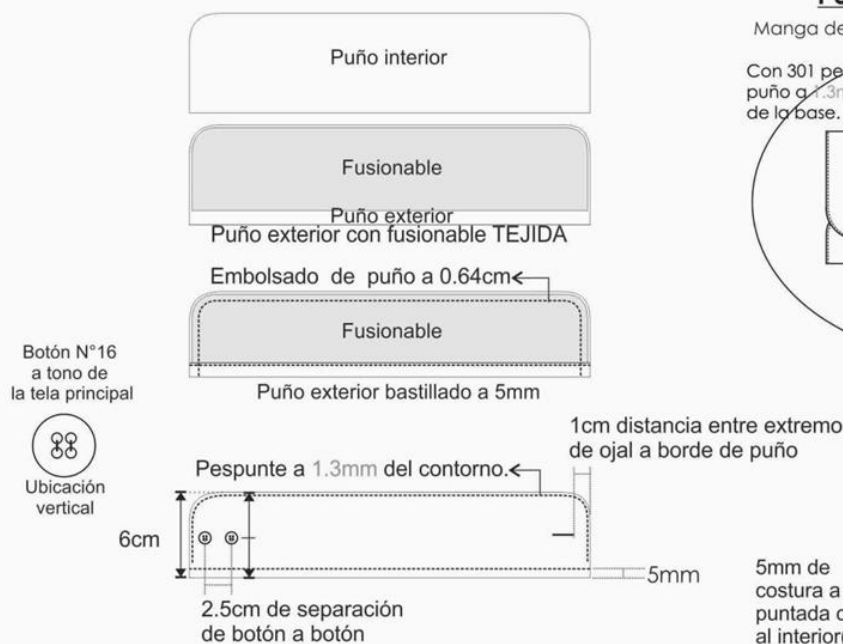 Puño interior
Fusionable
Puño exterior
Puño exterior con fusionable TEJIDA
Embolsado de puño a 0.64cm
Fusionable
Puño exterior bastillado a 5mm
Botón N°16
a tono de
la tela principal
Ubicación
vertical
1cm distancia entre extremo
de ojal a borde de puño
Pespunte a 1.3mm del contorno.
6cm
5mm
2.5cm de separación
de botón a botón
Manga de
Con 301
puño a
de la base.
5mm de
costura a
puntada
al